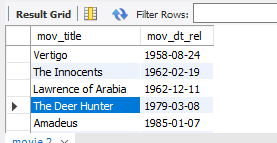 Result Grid Filter Rows:
mov_title mov_dt_rel
Vertigo 1958-08-24
The Innocents 1962-02-19
Lawrence of Arabia 1962-12-11
The Deer Hunter 1979-03-08
Amadeus 1985-01-07
movie 2